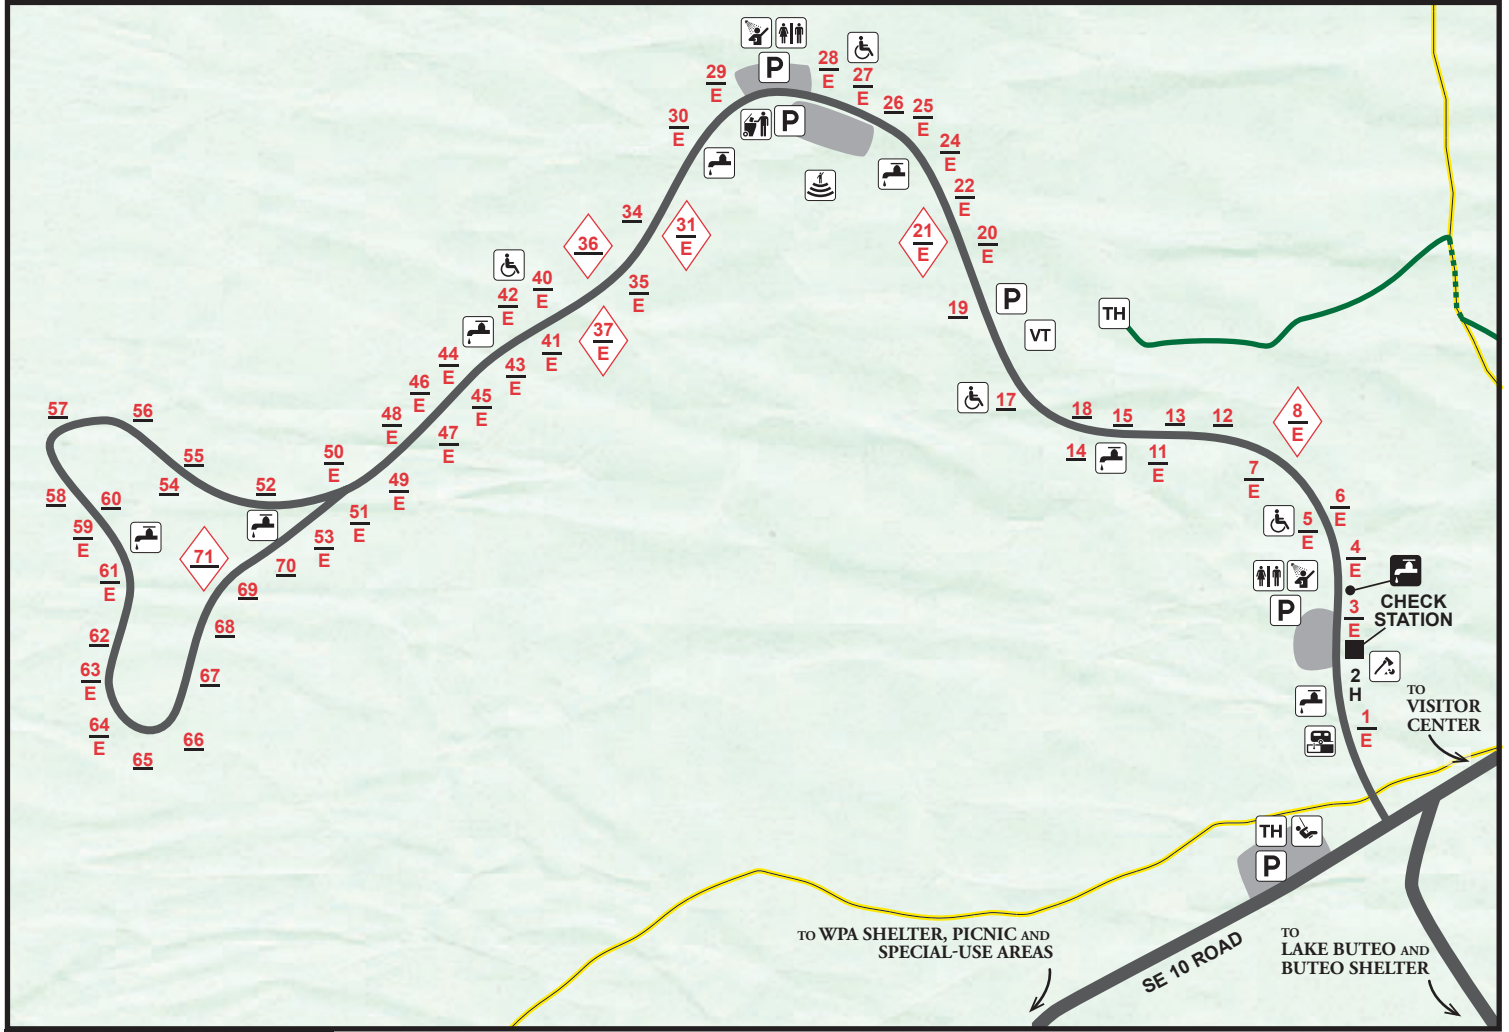 P
28
E
27
E
29
E
26
25
E
P
30
E
24
E
22
E
34
36
31
E
21
E
20
E
40
E
42
E
35
E
P
19
TH
37
E
VT
41
E
44
E
43
E
46
E
45
E
17
57
56
48
E
47
E
18
15
13
12
8
E
14
11
E
7
E
50
E
55
54
52
49
E
58
60
6
E
59
E
51
E
5
E
53
E
4
E
71
61
E
70
69
CHECK
STATION
3
E
P
62
68
63
E
67
2
H
TO
VISITOR
CENTER
64
E
66
65
1
E
TH
P
TO WPA SHELTER, PICNIC AND
SPECIAL-USE AREAS
SE 10 ROAD
TO
LAKE BUTEO AND
BUTEO SHELTER